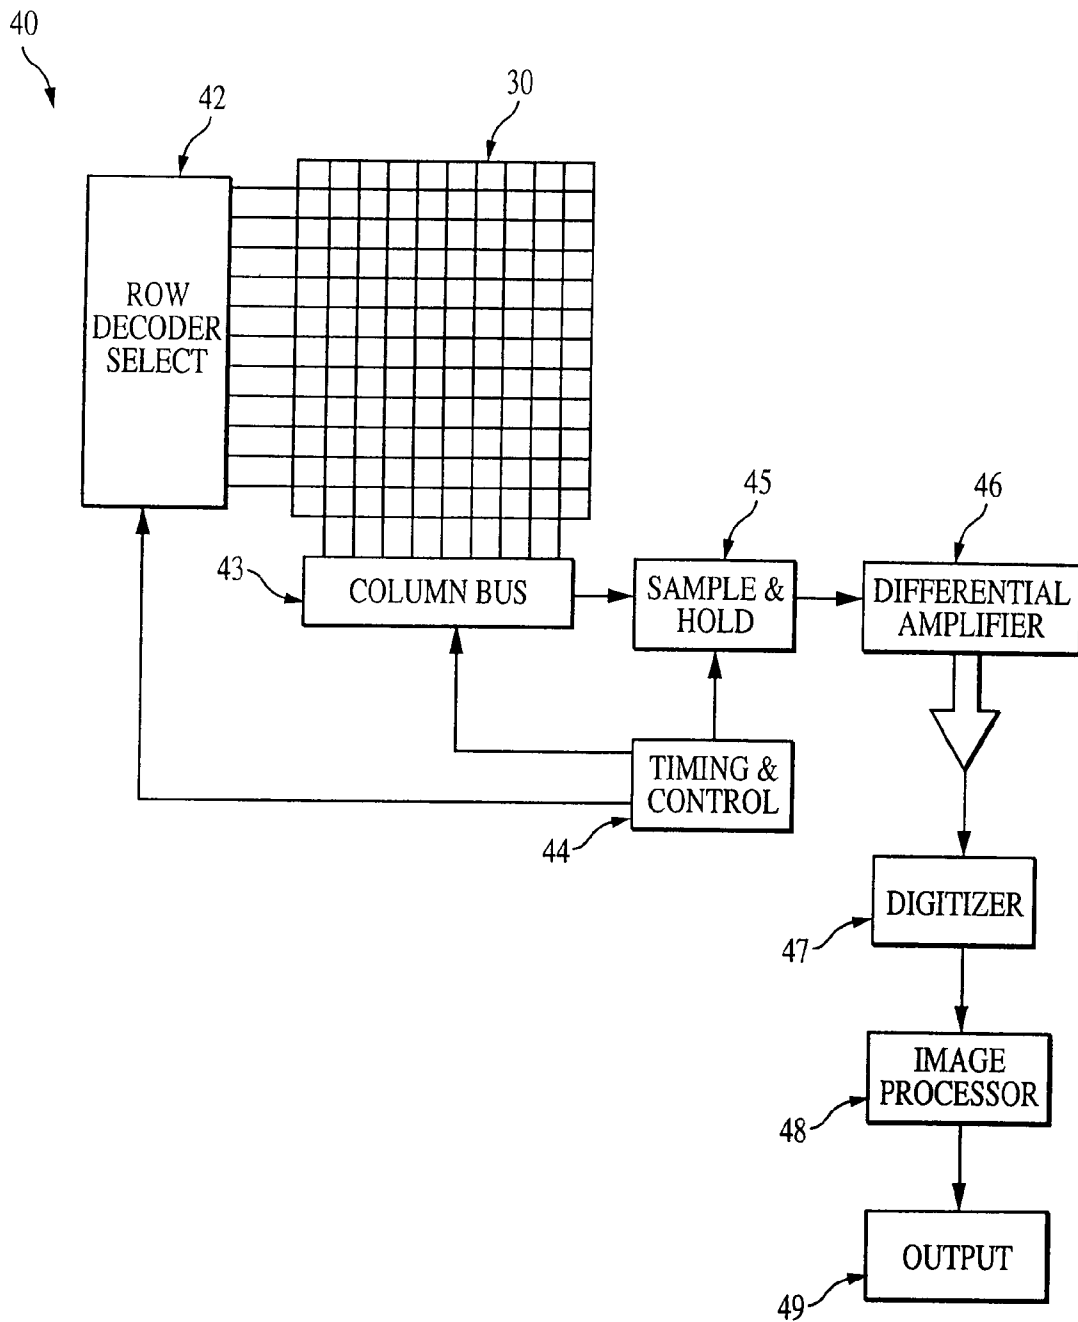 40
42
30
ROW
DECODER
SELECT
45
46
43
COLUMN BUS
SAMPLE &
HOLD
DIFFERENTIAL
AMPLIFIER
TIMING &
CONTROL
44
DIGITIZER
47
IMAGE
PROCESSOR
48
OUTPUT
49